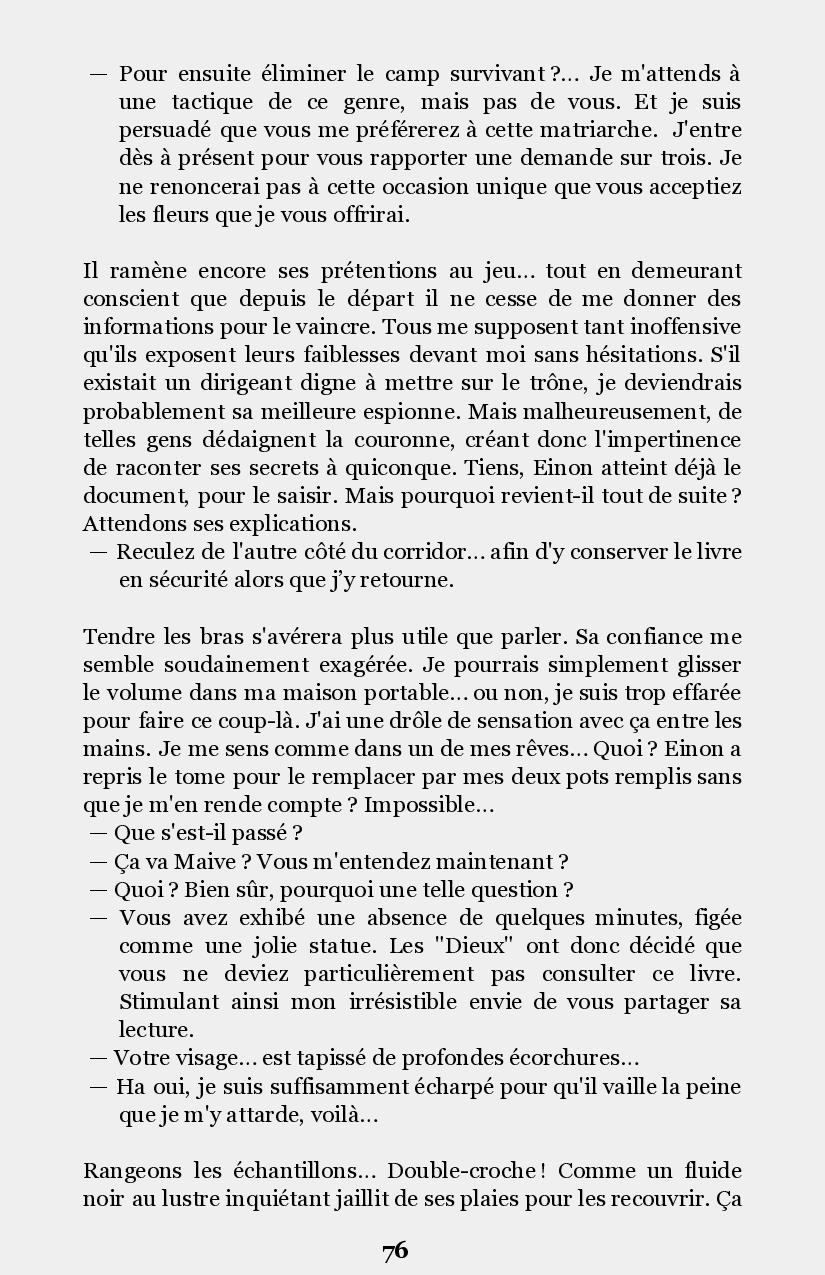 — Pour ensuite éliminer le camp survivant ?... Je m'attends à
une tactique de ce genre, mais pas de vous. Et je suis
persuadé que vous me préférerez à cette matriarche. J'entre
dès à présent pour vous rapporter une demande sur trois. Je
ne renoncerai pas à cette occasion unique que vous acceptiez
les fleurs que je vous offrirai.
Il ramène encore ses prétentions au jeu... tout en demeurant
conscient que depuis le départ il ne cesse de me donner des
informations pour le vaincre. Tous me supposent tant inoffensive
qu'ils exposent leurs faiblesses devant moi sans hésitations. S'il
existait un dirigeant digne à mettre sur le trône, je deviendrais
probablement sa meilleure espionne. Mais malheureusement, de
telles gens dédaignent la couronne, créant donc l'impertinence
de raconter ses secrets à quiconque. Tiens, Einon atteint déjà le
document, pour le saisir. Mais pourquoi revient-il tout de suite ?
Attendons ses explications.
— Reculez de l'autre côté du corridor... afin d'y conserver le livre
en sécurité alors que j’y retourne.
Tendre les bras s'avérera plus utile que parler. Sa confiance me
semble soudainement exagérée. Je pourrais simplement glisser
le volume dans ma maison portable... ou non, je suis trop effarée
pour faire ce coup-là. J'ai une drôle de sensation avec ça entre les
mains. Je me sens comme dans un de mes rêves... Quoi ? Einon a
repris le tome pour le remplacer par mes deux pots remplis sans
que je m'en rende compte ? Impossible...
— Que s'est-il passé ?
— Ça va Maive ? Vous m'entendez maintenant ?
— Quoi ? Bien sûr, pourquoi une telle question ?
— Vous avez exhibé une absence de quelques minutes, figée
comme une jolie statue. Les "Dieux" ont donc décidé que
vous ne deviez particulièrement pas consulter ce livre.
Stimulant ainsi mon irrésistible envie de vous partager sa
lecture.
— Votre visage... est tapissé de profondes écorchures...
— Ha oui, je suis suffisamment écharpé pour qu'il vaille la peine
que je m'y attarde, voilà...
Rangeons les échantillons... Double-croche ! Comme un fluide
noir au lustre inquiétant jaillit de ses plaies pour les recouvrir. Ça
76